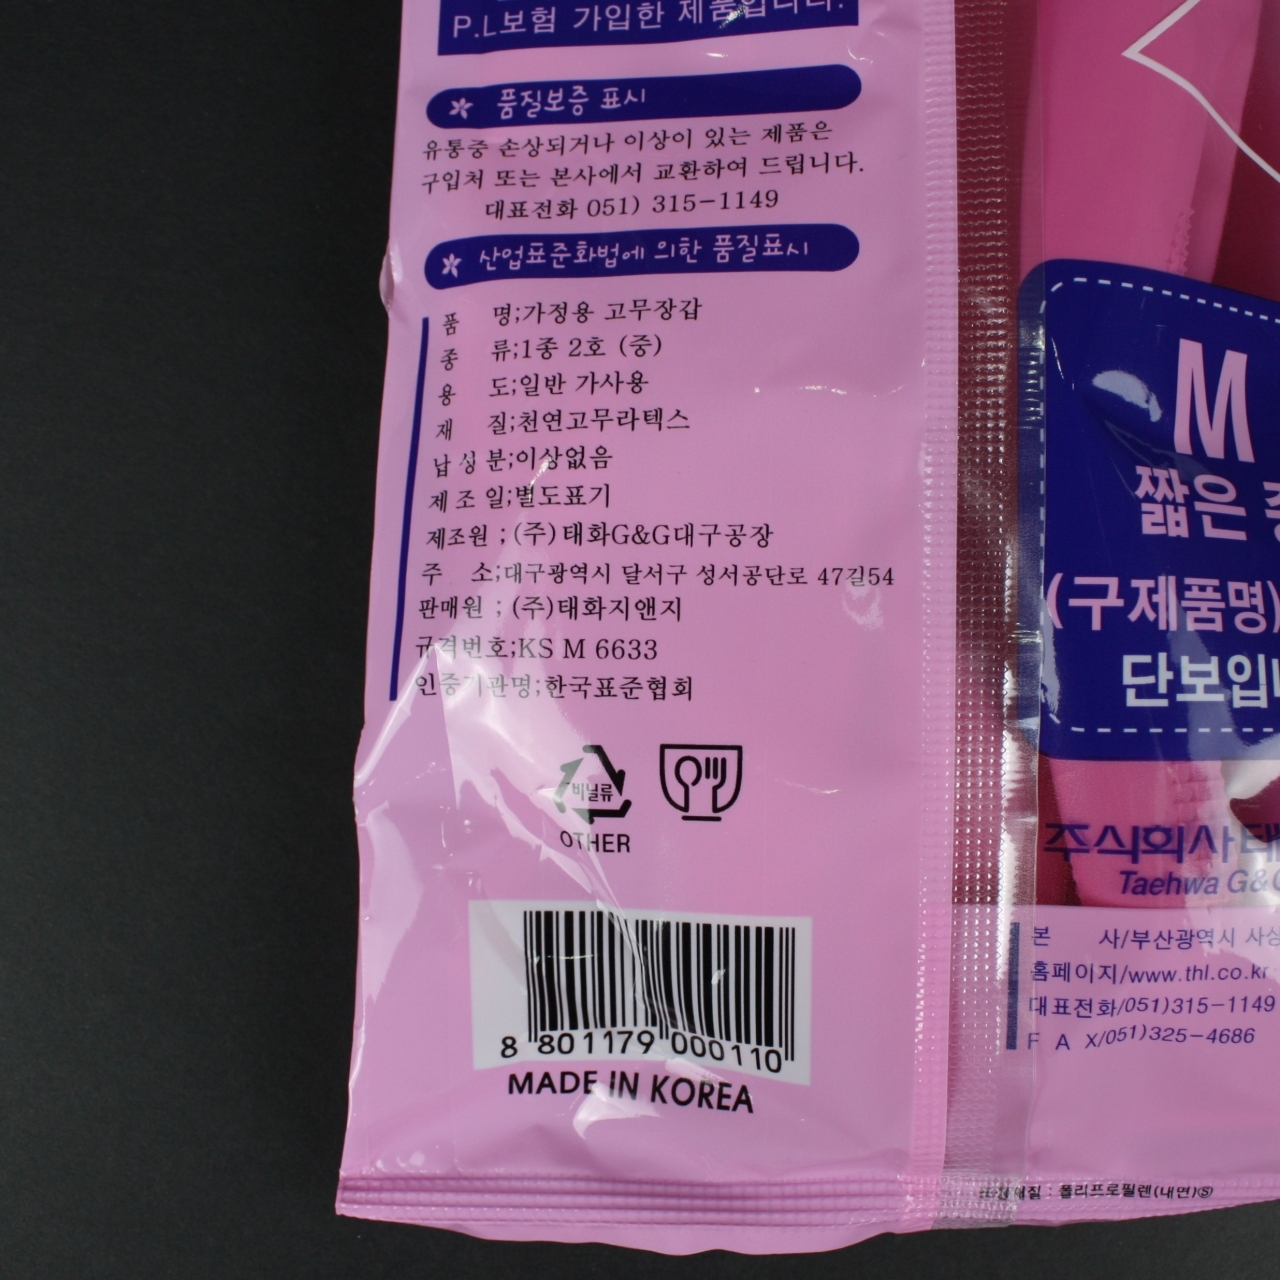 P.L보험 가입한 제품입니다.
품질보증 표시
유통중 손상되거나 이상이 있는 제품은
구입처 또는 본사에서 교환하여 드립니다.
대표전화 051) 315-1149
산업표준화법에 의한 품질표시
품 명;가정용 고무장갑
종 류;1종 2호 (중)
용 도;일반 가사용
재 질;천연고무라텍스
납 성 분;이상없음
제 조 일;별도표기
제조원 ; (주) 태화G&G대구공장
주 소;대구광역시 달서구 성서공단로 47길54
판매원 ; (주)태화지앤지
규격번호;KS M 6633
인증기관명;한국표준협회
비닐류
OTHER
8 801179 000110
MADE IN KOREA
M
짧은
(구제품명)
단보입
주식회사 태
Taehwa G&G
본 사/부산광역시 사상
홈페이지/www.thl.co.kr
대표전화/051)315-1149
F A X/051)325-4686
재질 : 폴리프로필렌(내면)Ⓢ